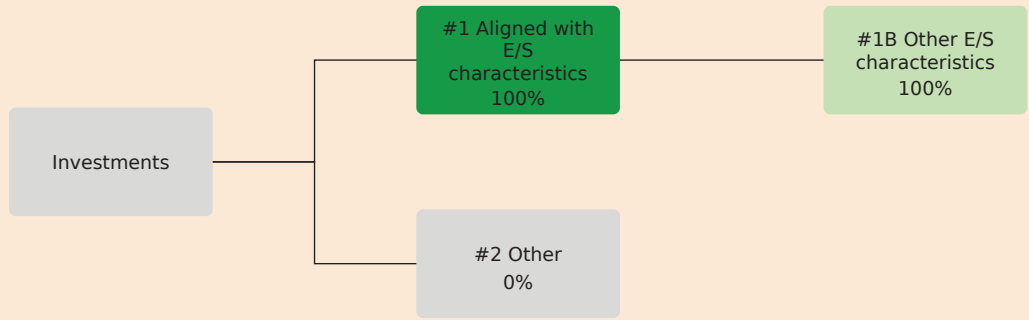 #1 Aligned with
E/S
characteristics
100%
#1B Other E/S
characteristics
100%
Investments
#2 Other
0%